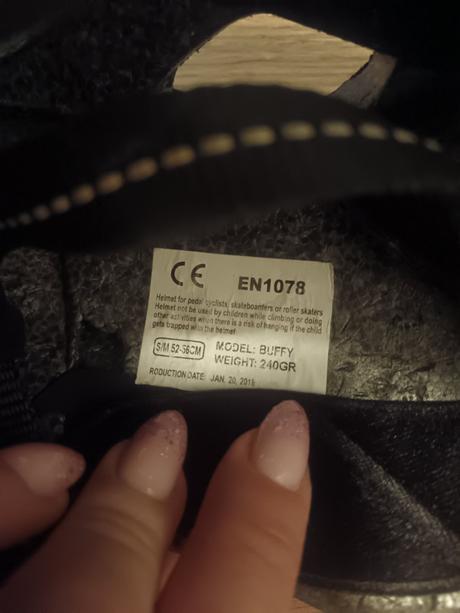 CE EN1078
Helmet for pedal cyclists, skateboarders or roller skaters
Helmet not be used by children while climbing or doing
other activities when there is a risk of hanging if the child
gets trapped with the helmet
S/M 52-56CM MODEL: BUFFY
WEIGHT: 240GR
RODUCTION DATE: JAN. 20, 2018